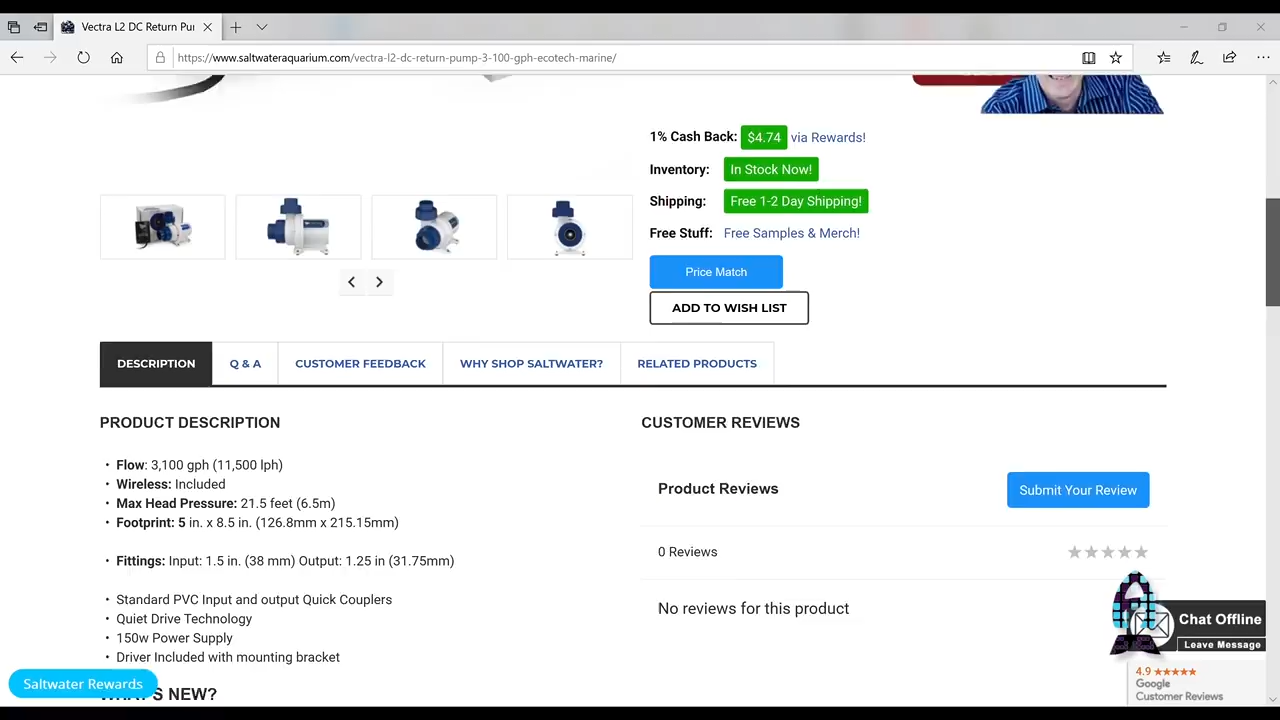 Vectra L2 DC Return Pu
https://www.saltwateraquarium.com/vectra-l2-dc-return-pump-3-100-gph-ecotech-marine/
1% Cash Back: $4.74 via Rewards!
Inventory: In Stock Now!
Shipping: Free 1-2 Day Shipping!
Free Stuff: Free Samples & Merch!
Price Match
ADD TO WISH LIST
DESCRIPTION Q & A CUSTOMER FEEDBACK WHY SHOP SALTWATER? RELATED PRODUCTS
PRODUCT DESCRIPTION
• Flow: 3,100 gph (11,500 lph)
• Wireless: Included
• Max Head Pressure: 21.5 feet (6.5m)
• Footprint: 5 in. x 8.5 in. (126.8mm x 215.15mm)
• Fittings: Input: 1.5 in. (38 mm) Output: 1.25 in (31.75mm)
• Standard PVC Input and output Quick Couplers
• Quiet Drive Technology
• 150w Power Supply
• Driver Included with mounting bracket
CUSTOMER REVIEWS
Product Reviews
Submit Your Review
0 Reviews
No reviews for this product
Chat Offline
Leave Message
4.9
Google
Customer Reviews
Saltwater Rewards
WHAT'S NEW?